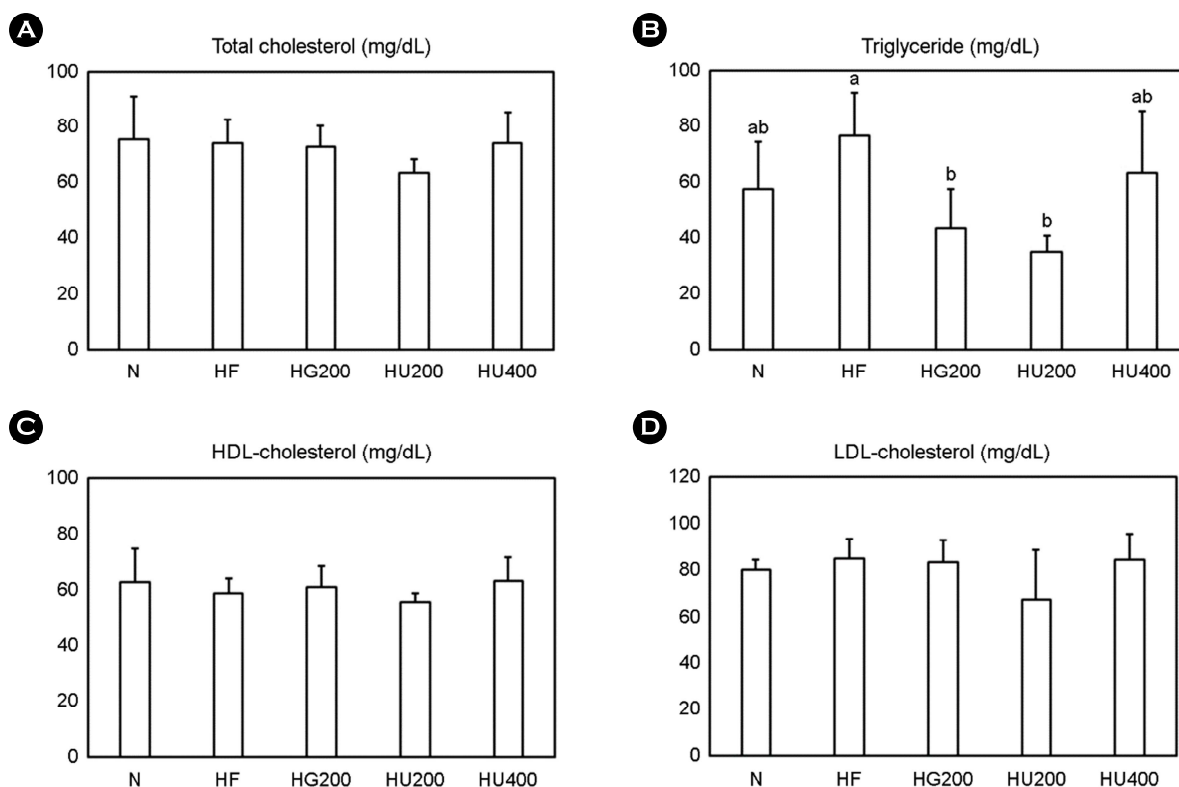 A
Total cholesterol (mg/dL)
100
80
60
40
20
0
N HF HG200 HU200 HU400
B
Triglyceride (mg/dL)
100
80
60
40
20
0
ab a b b ab
N HF HG200 HU200 HU400
C
HDL-cholesterol (mg/dL)
100
80
60
40
20
0
N HF HG200 HU200 HU400
D
LDL-cholesterol (mg/dL)
120
100
80
60
40
20
0
N HF HG200 HU200 HU400